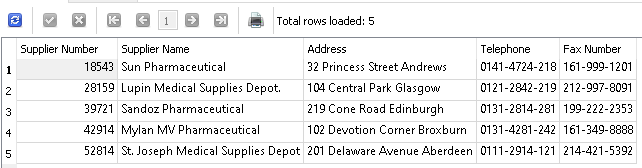 1 Total rows loaded: 5
Supplier Number Supplier Name Address Telephone Fax Number
1 18543 Sun Pharmaceutical 32 Princess Street Andrews 0141-4724-218 161-999-1201
2 28159 Lupin Medical Supplies Depot. 104 Central Park Glasgow 0121-2842-219 212-997-8091
3 39721 Sandoz Pharmaceutical 219 Cone Road Edinburgh 0131-2814-281 199-222-2353
4 42914 Mylan MV Pharmaceutical 102 Devotion Corner Broxburn 0131-4281-242 161-349-8888
5 52814 St. Joseph Medical Supplies Depot 201 Delaware Avenue Aberdeen 0111-2914-121 214-421-5392